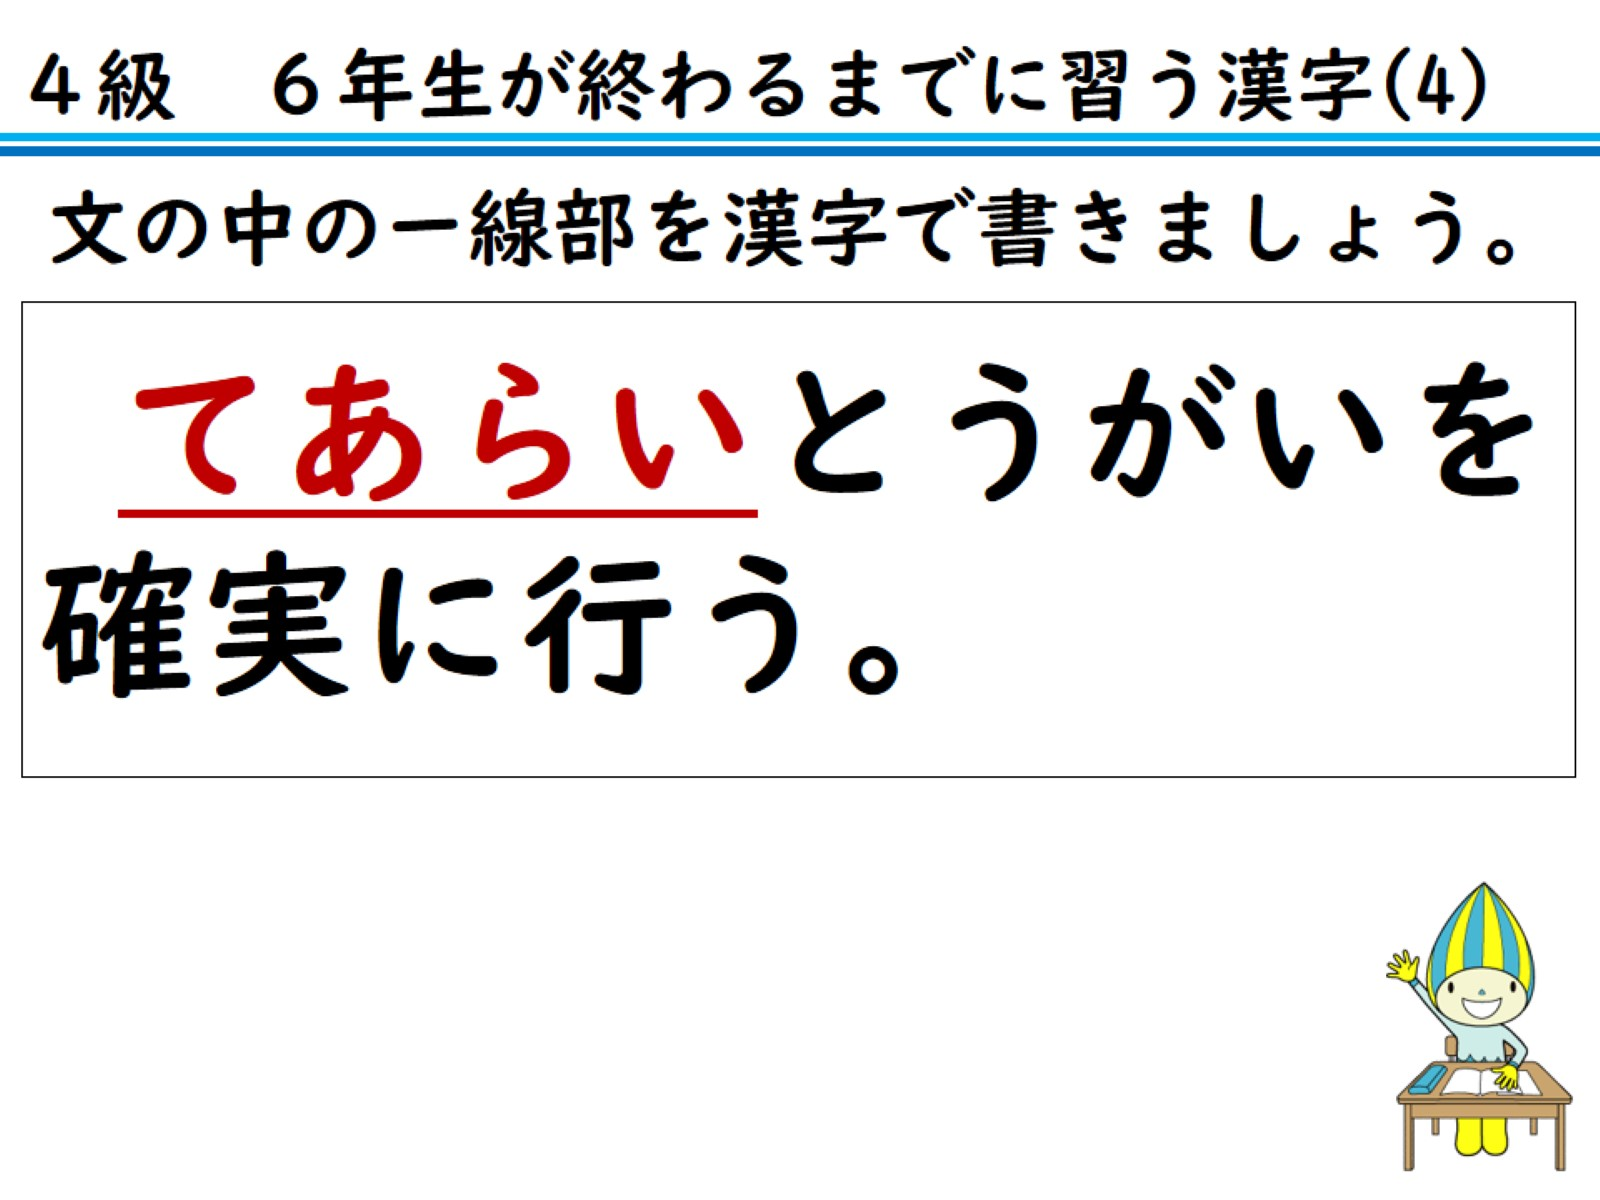 ４級　６年生が終わるまでに習う漢字(4)
文の中の一線部を漢字で書きましょう。
てあらいとうがいを
確実に行う。